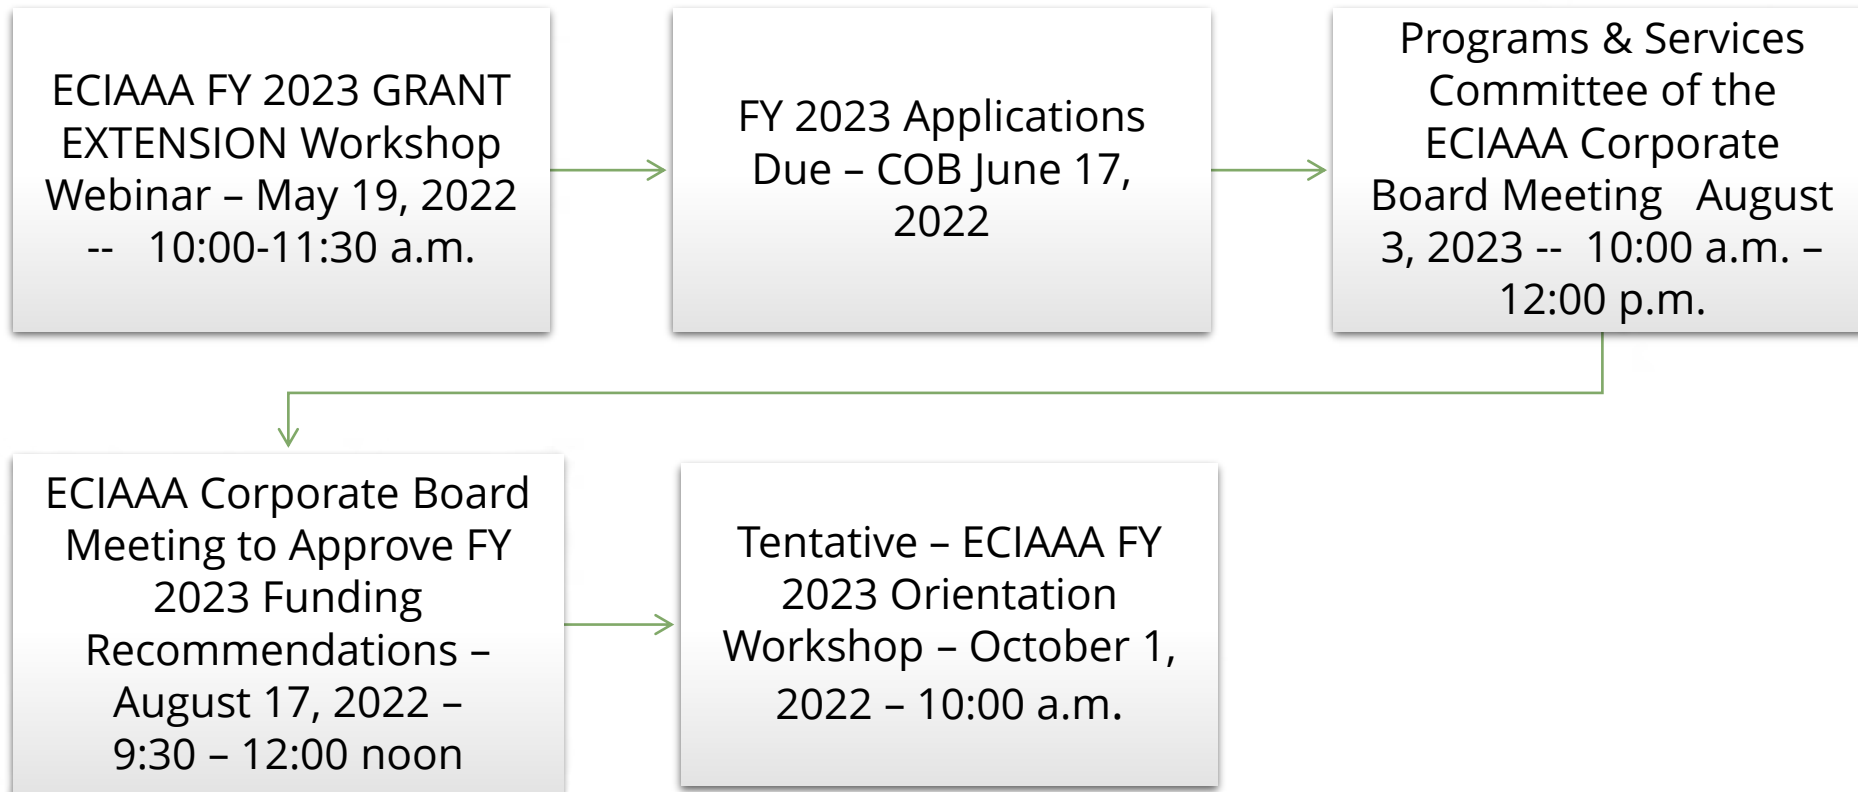 ECIAAA FY 2023 GRANT
EXTENSION Workshop
Webinar – May 19, 2022
-- 10:00-11:30 a.m.
FY 2023 Applications
Due – COB June 17,
2022
Programs & Services
Committee of the
ECIAAA Corporate
Board Meeting August
3, 2023 -- 10:00 a.m. –
12:00 p.m.
ECIAAA Corporate Board
Meeting to Approve FY
2023 Funding
Recommendations –
August 17, 2022 –
9:30 – 12:00 noon
Tentative – ECIAAA FY
2023 Orientation
Workshop – October 1,
2022 – 10:00 a.m.